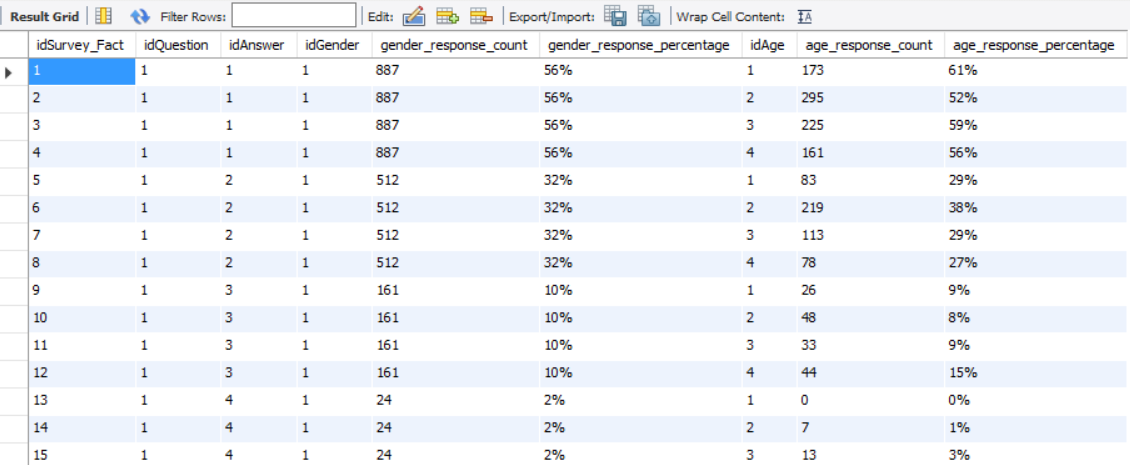 Result Grid Filter Rows: Edit: Export/Import: Wrap Cell Content: IA
idSurvey_Fact idQuestion idAnswer idGender gender_response_count gender_response_percentage idAge age_response_count age_response_percentage
1 1 1 1 887 56% 1 173 61%
2 1 1 1 887 56% 2 295 52%
3 1 1 1 887 56% 3 225 59%
4 1 1 1 887 56% 4 161 56%
5 1 2 1 512 32% 1 83 29%
6 1 2 1 512 32% 2 219 38%
7 1 2 1 512 32% 3 113 29%
8 1 2 1 512 32% 4 78 27%
9 1 3 1 161 10% 1 26 9%
10 1 3 1 161 10% 2 48 8%
11 1 3 1 161 10% 3 33 9%
12 1 3 1 161 10% 4 44 15%
13 1 4 1 24 2% 1 0 0%
14 1 4 1 24 2% 2 7 1%
15 1 4 1 24 2% 3 13 3%